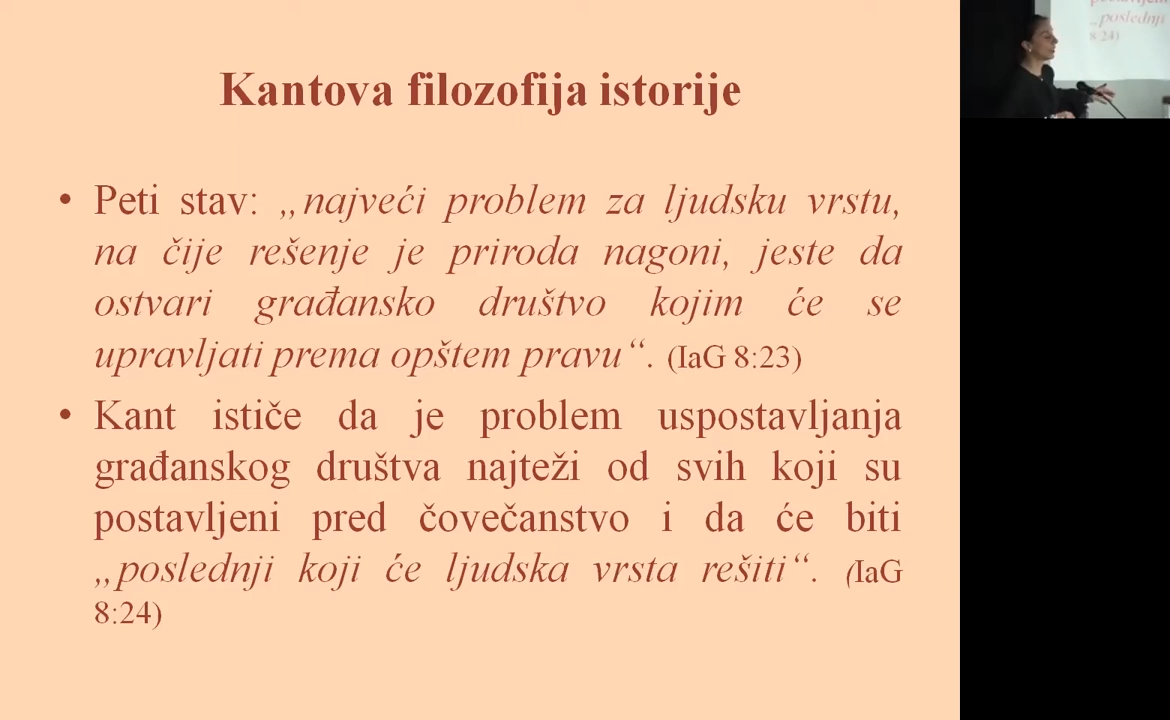 Kantova filozofija istorije
• Peti stav: „najveći problem za ljudsku vrstu,
na čije rešenje je priroda nagoni, jeste da
ostvari građansko društvo kojim će se
upravljati prema opštem pravu“. (IaG 8:23)
• Kant ističe da je problem uspostavljanja
građanskog društva najteži od svih koji su
postavljeni pred čovečanstvo i da će biti
„poslednji koji će ljudska vrsta rešiti“. (IaG
8:24)
„poslednji
8:24)